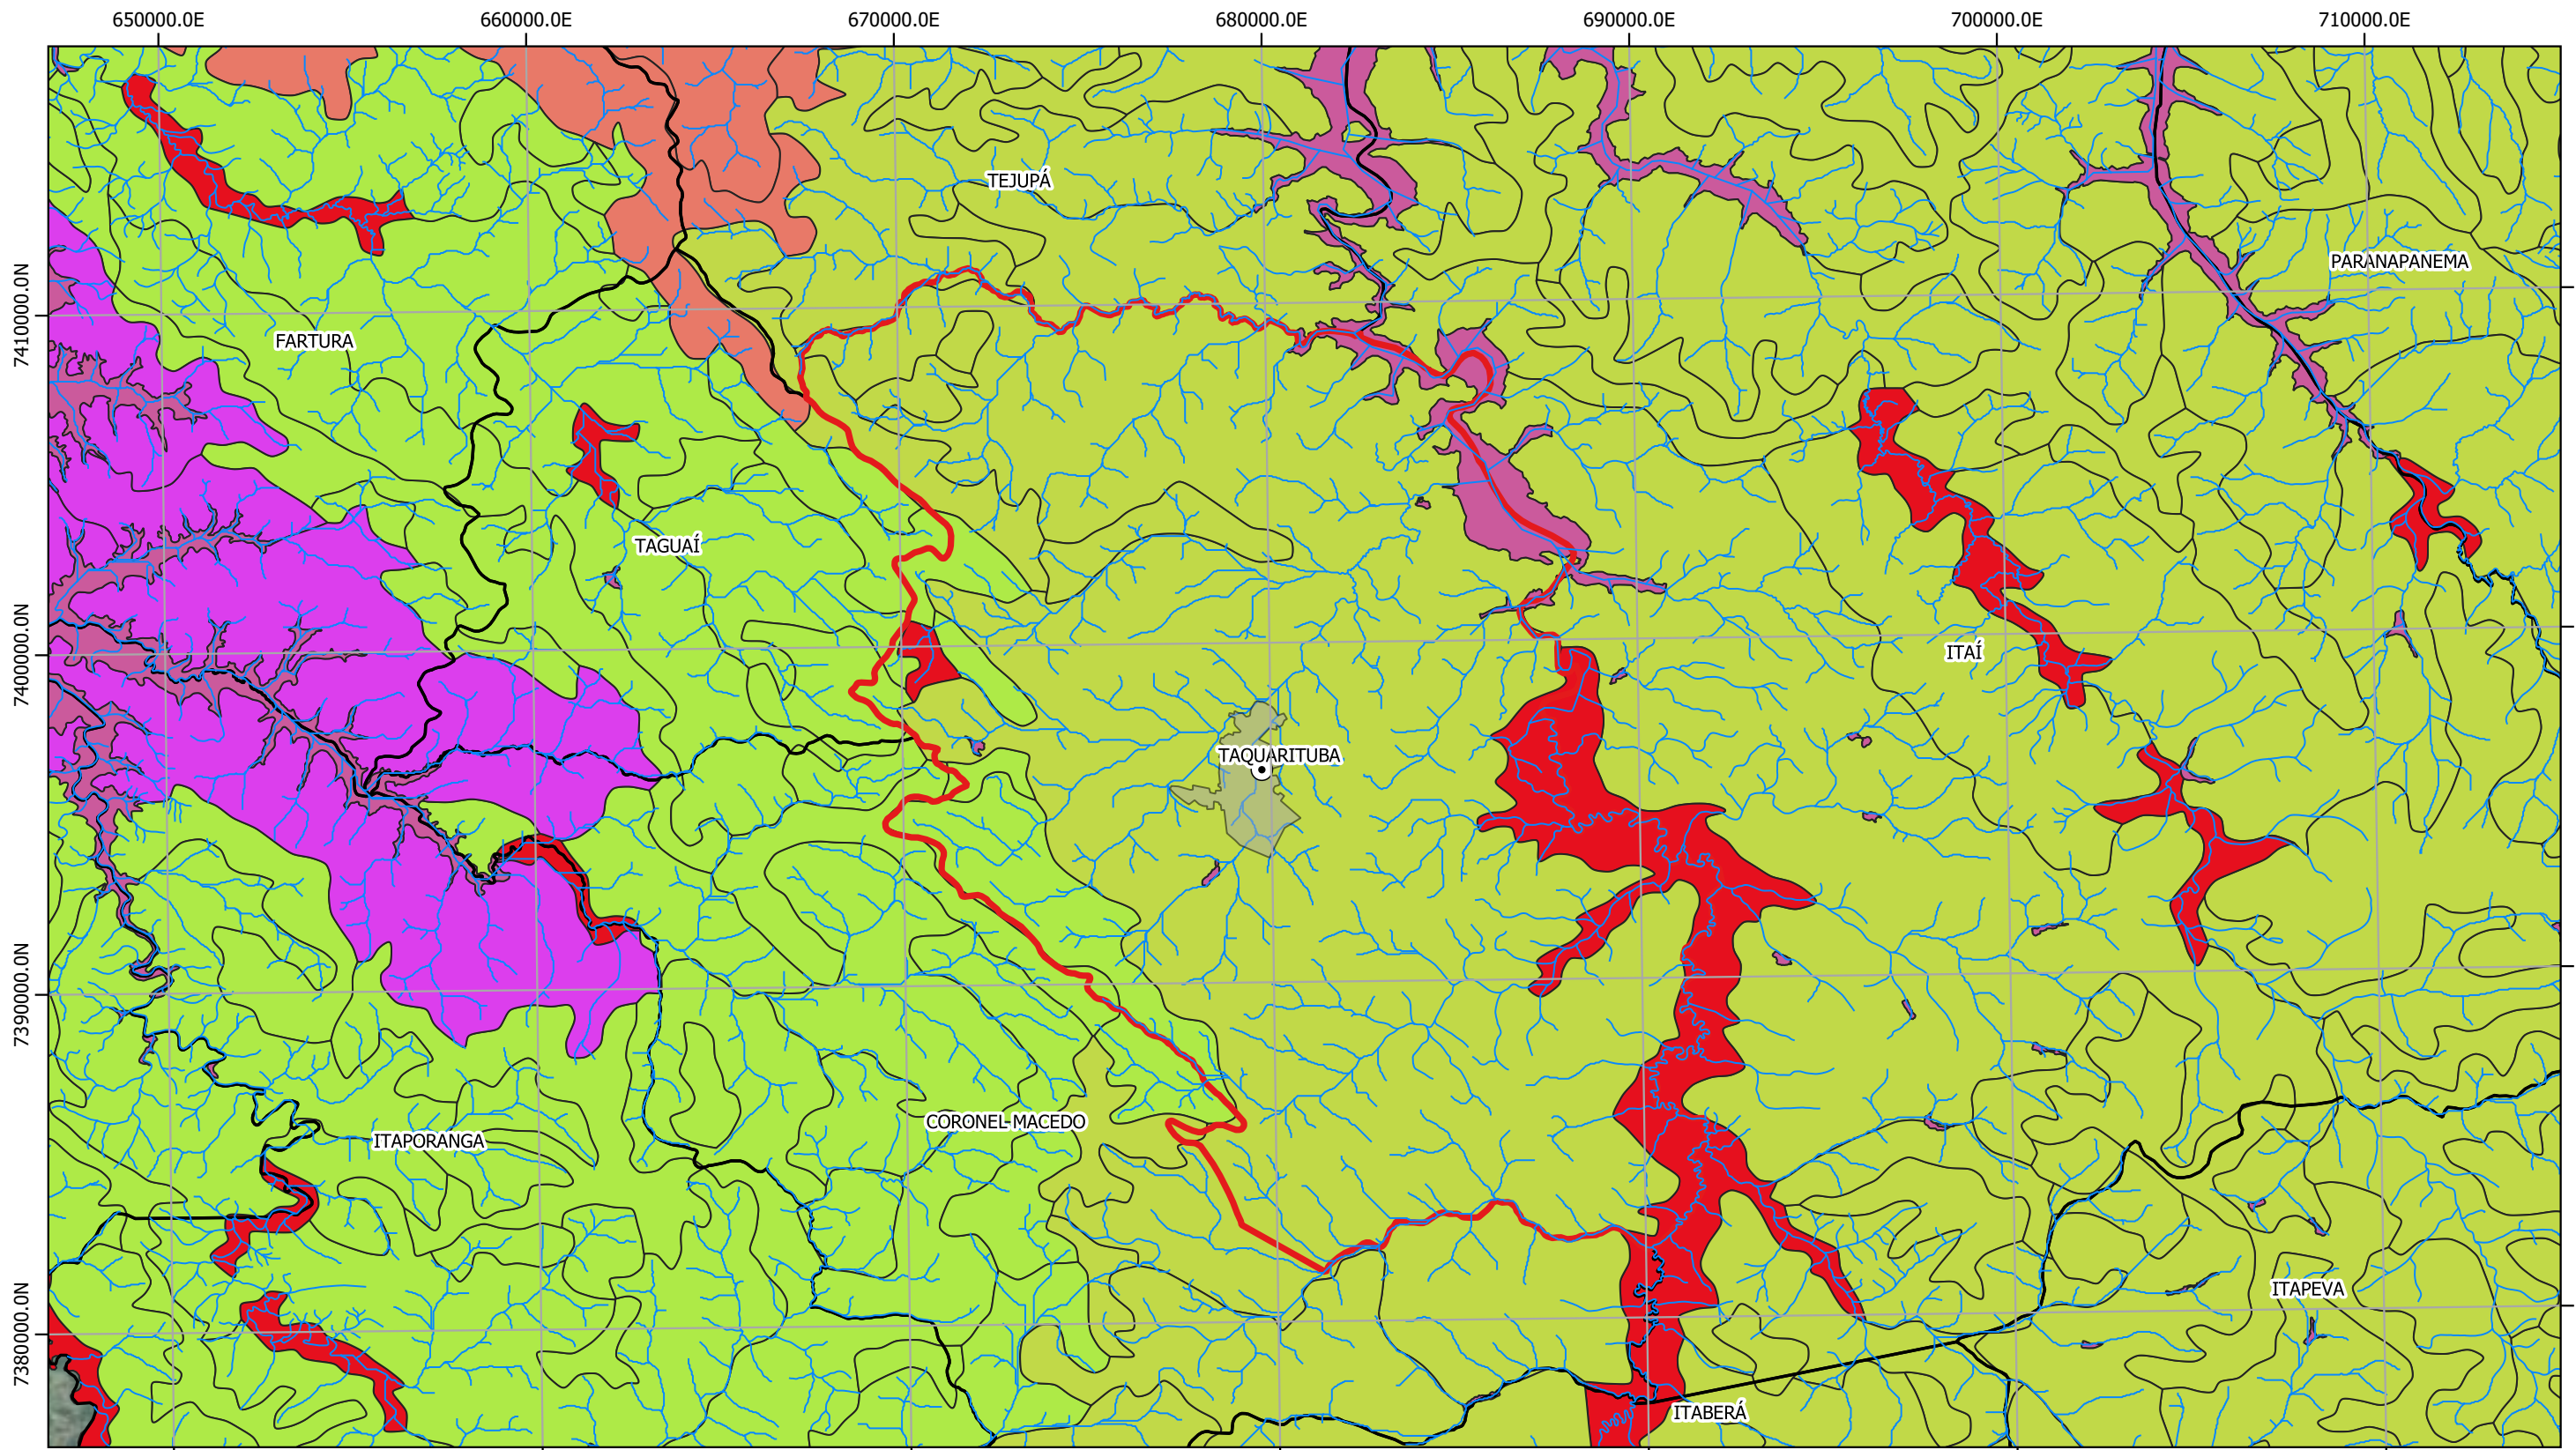 650000.0E
660000.0E
670000.0E
680000.0E
690000.0E
700000.0E
710000.0E
TEJUPÁ
PARANAPANEMA
7410000.0N
FARTURA
TAGUAÍ
7400000.0N
ITAÍ
TAQUARITUBA
7390000.0N
CORONEL MACEDO
ITAPORANGA
ITAPEVA
7380000.0N
ITABERÁ